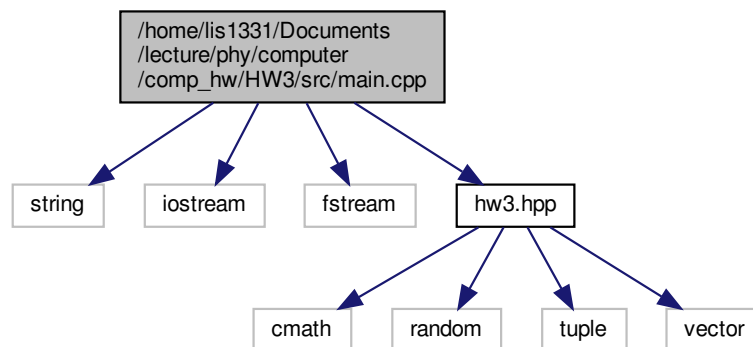 /home/lis1331/Documents
/lecture/phy/computer
/comp_hw/HW3/src/main.cpp
string
iostream
fstream
hw3.hpp
cmath
random
tuple
vector